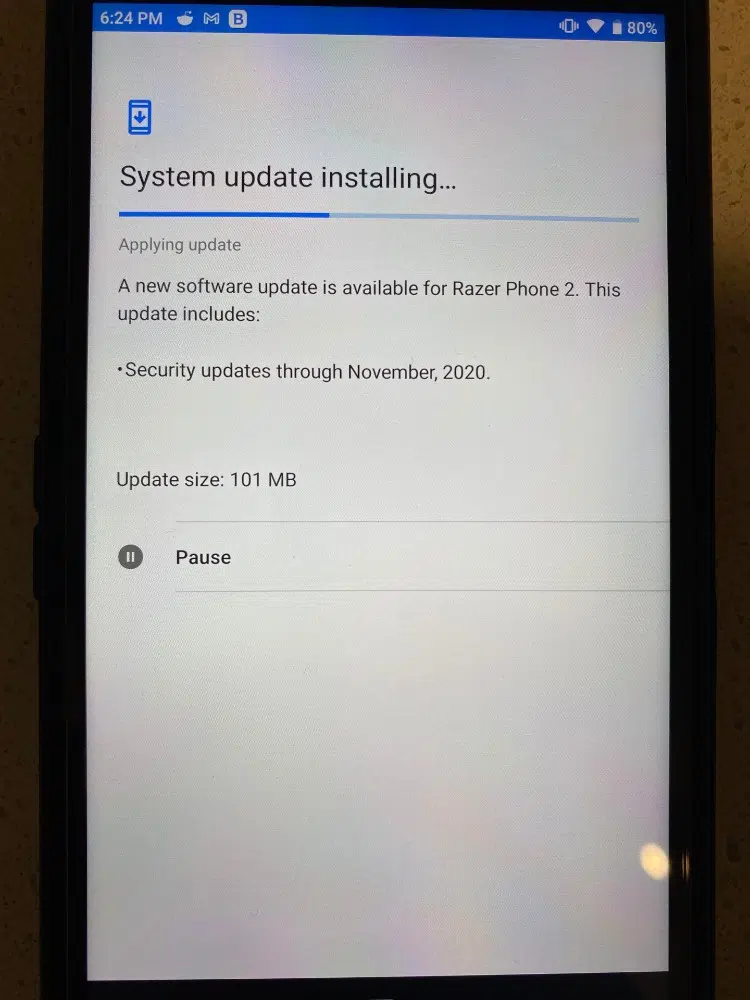 6:24 PM B 80%
System update installing...
Applying update
A new software update is available for Razer Phone 2. This
update includes:
•Security updates through November, 2020.
Update size: 101 MB
Pause